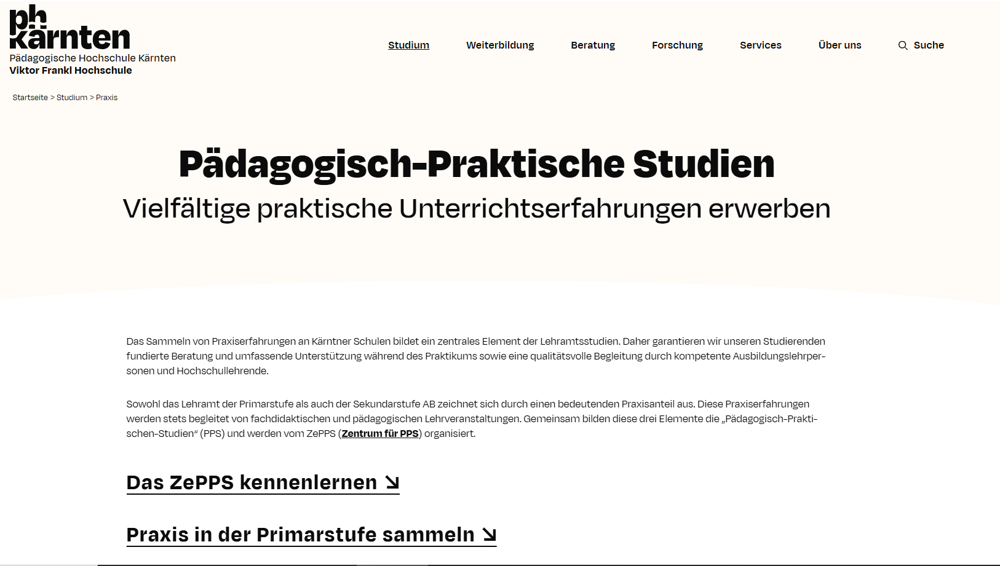 ph
kärnten
Pädagogische Hochschule Kärnten
Viktor Frankl Hochschule
Studium
Weiterbildung
Beratung
Forschung
Services
Über uns
Suche
Startseite > Studium > Praxis
Pädagogisch-Praktische Studien
Vielfältige praktische Unterrichtserfahrungen erwerben
Das Sammeln von Praxiserfahrungen an Kärntner Schulen bildet ein zentrales Element der Lehramtsstudien. Daher garantieren wir unseren Studierenden
fundierte Beratung und umfassende Unterstützung während des Praktikums sowie eine qualitätsvolle Begleitung durch kompetente Ausbildungslehrper-
sonen und Hochschullehrende.
Sowohl das Lehramt der Primarstufe als auch der Sekundarstufe AB zeichnet sich durch einen bedeutenden Praxisanteil aus. Diese Praxiserfahrungen
werden stets begleitet von fachdidaktischen und pädagogischen Lehrveranstaltungen. Gemeinsam bilden diese drei Elemente die „Pädagogisch-Prakti-
schen-Studien“ (PPS) und werden vom ZePPS (Zentrum für PPS) organisiert.
Das ZePPS kennenlernen ↘
Praxis in der Primarstufe sammeln ↘